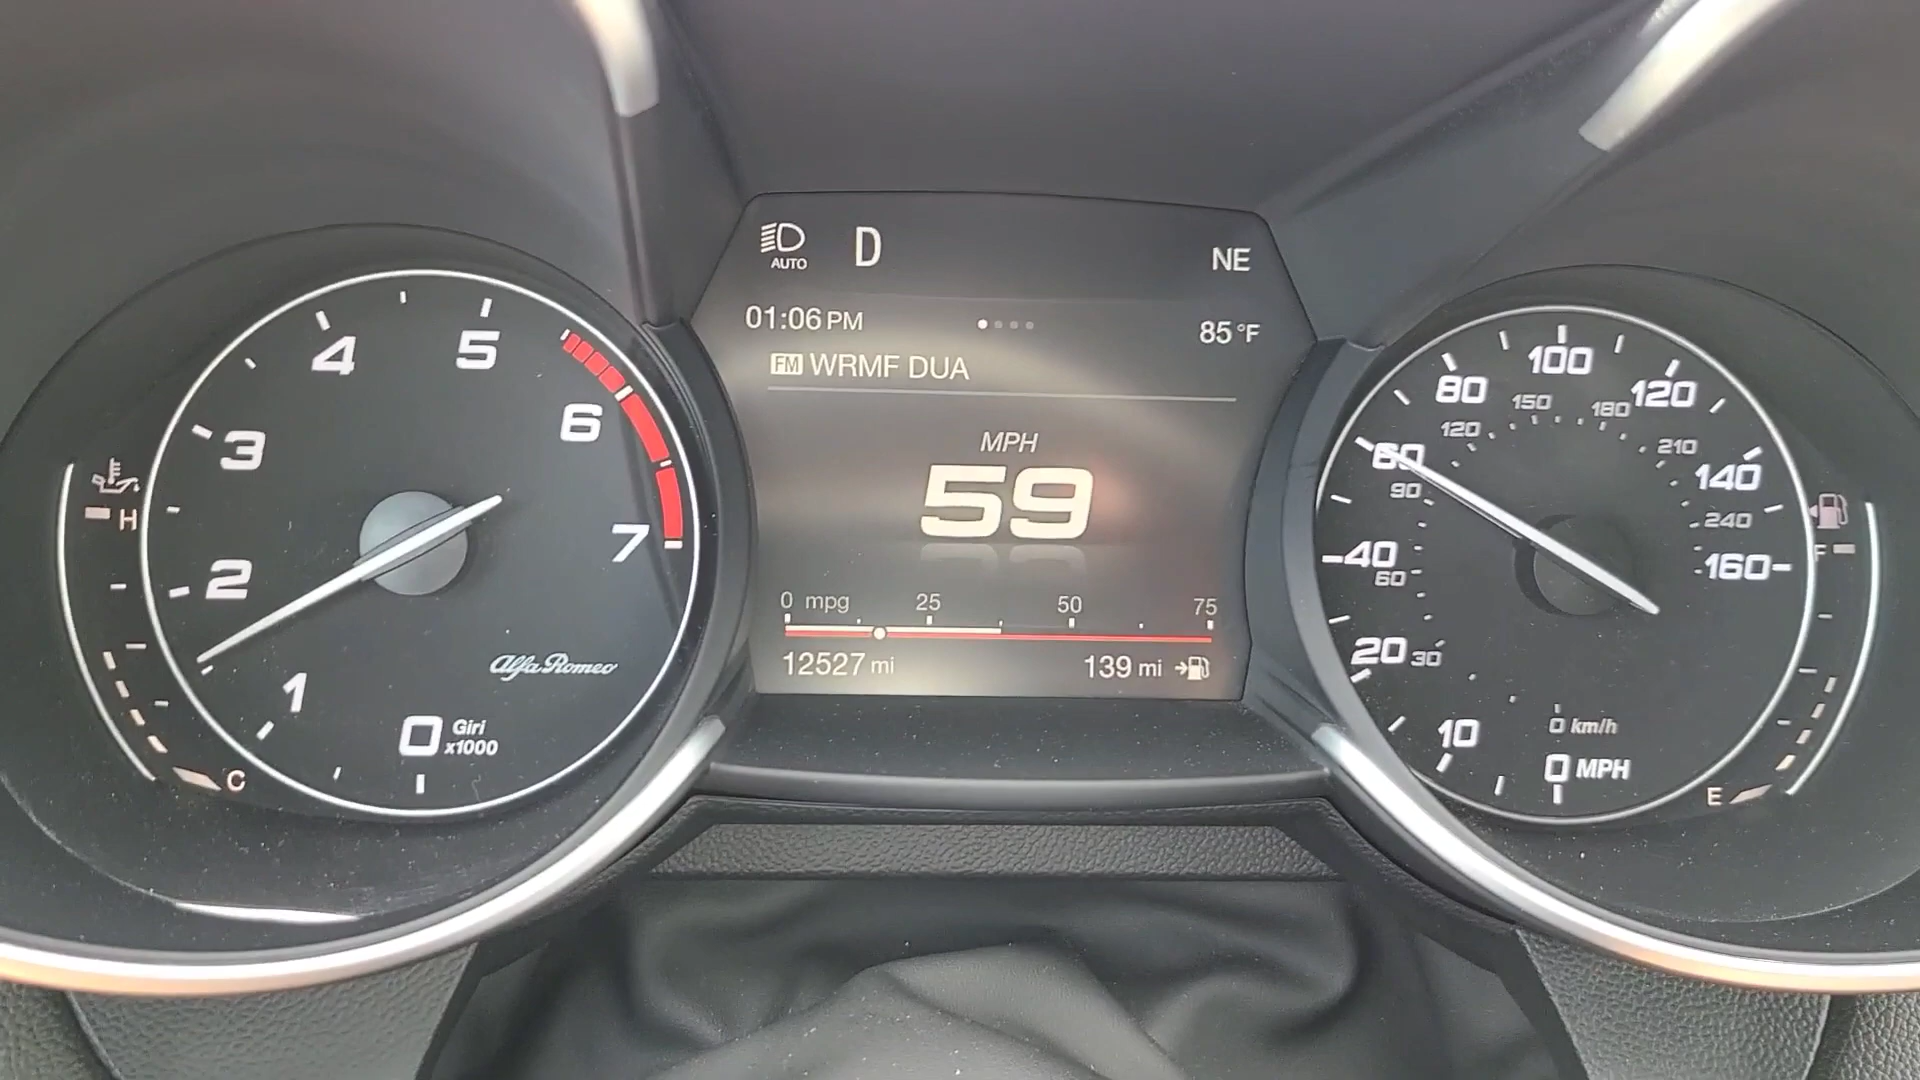 AUTO
D
NE
01:06 PM
85 °F
FM WRMF DUA
MPH
59
0 mpg 25 50 75
12527 mi
139 mi
0
1
2
3
4
5
6
7
Giri
x1000
Alfa Romeo
H
C
0 MPH
10
20
40
60
80
100
120
140
160
0 km/h
30
60
90
120
150
180
210
240
F
E